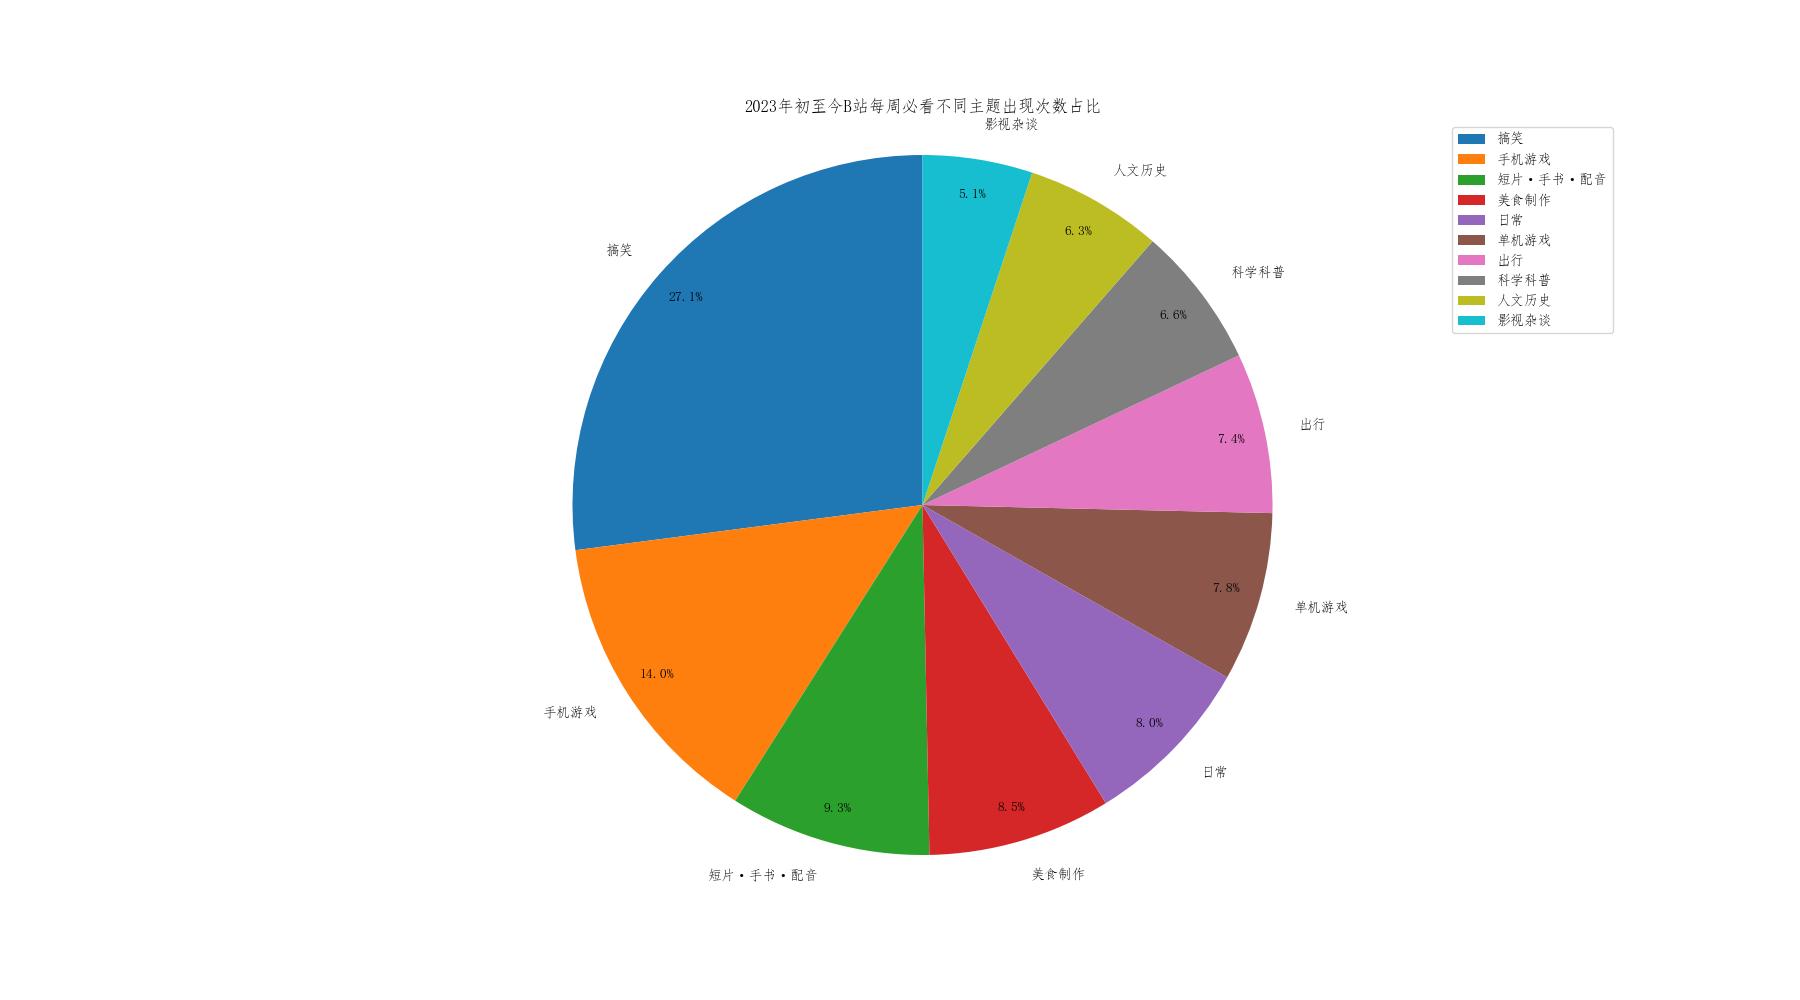 2023年初至今B站每周必看不同主题出现次数占比
影视杂谈
5.1%
人文历史
6.3%
科学科普
6.6%
出行
7.4%
单机游戏
7.8%
日常
8.0%
美食制作
8.5%
短片·手书·配音
9.3%
手机游戏
14.0%
搞笑
27.1%
搞笑
手机游戏
短片·手书·配音
美食制作
日常
单机游戏
出行
科学科普
人文历史
影视杂谈